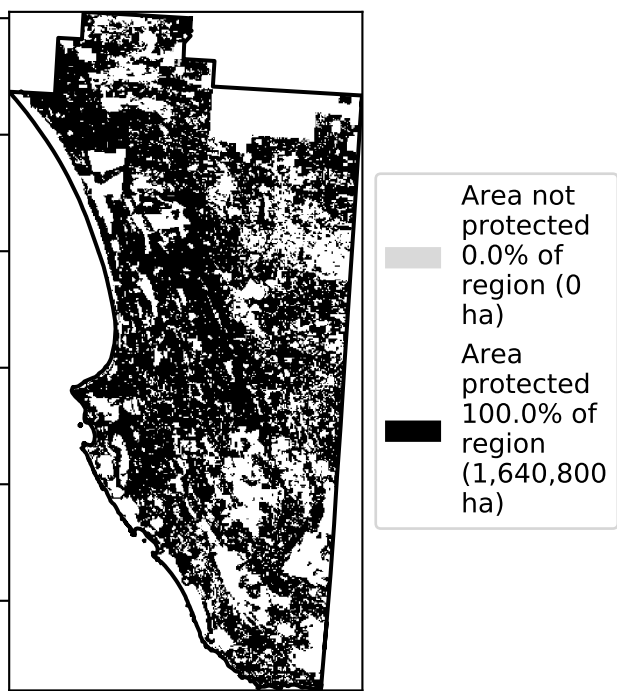 Area not
protected
0.0% of
region (0
ha)
Area
protected
100.0% of
region
(1,640,800
ha)